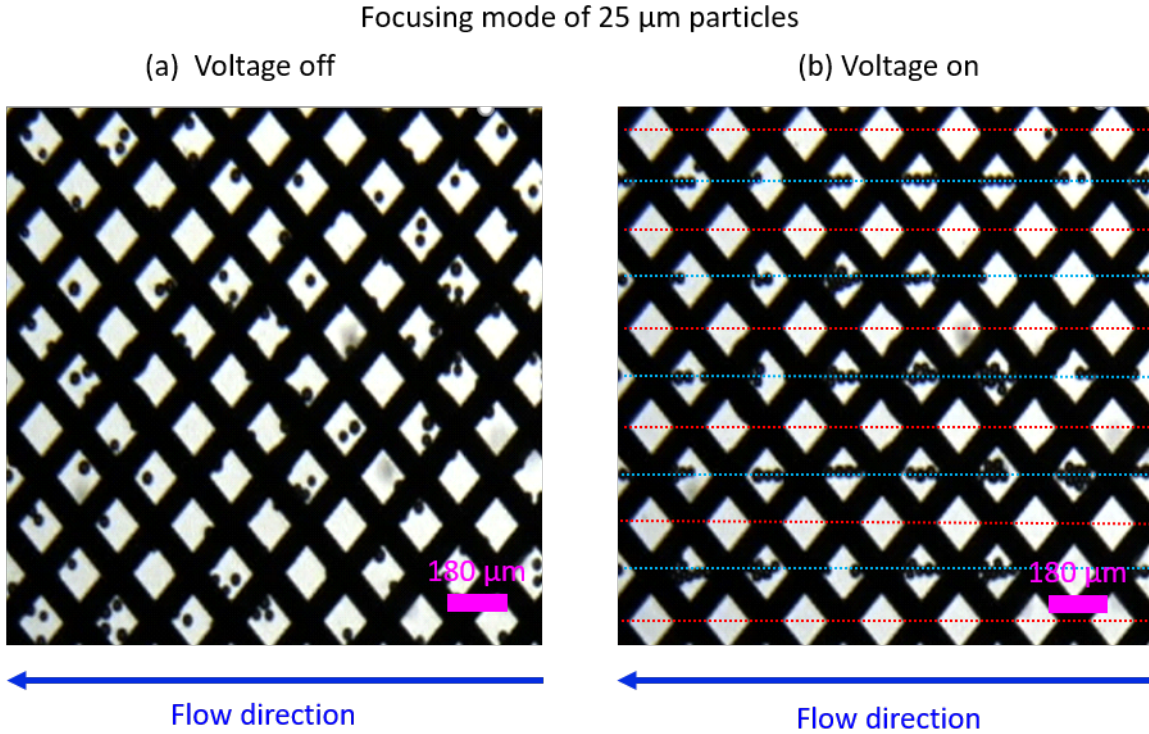 Focusing mode of 25 µm particles
(a) Voltage off
(b) Voltage on
180 µm
180 µm
Flow direction
Flow direction